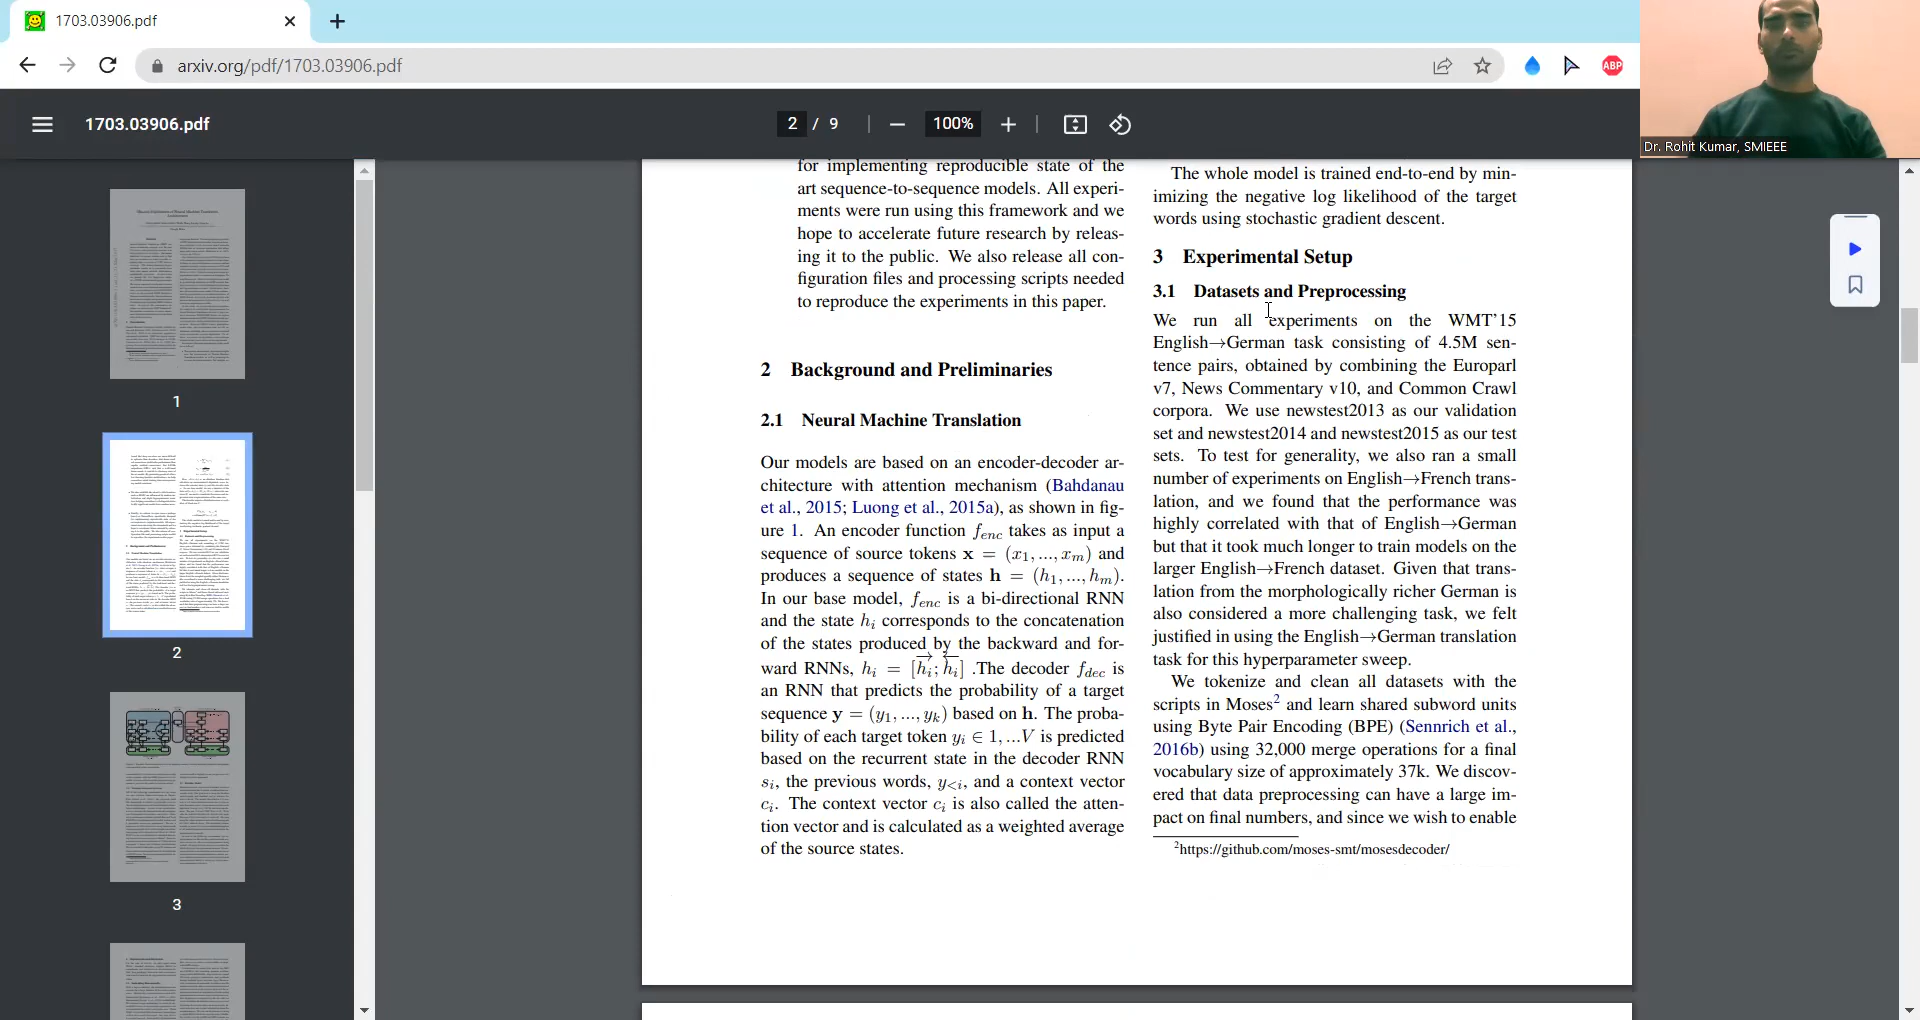 1703.03906.pdf
arxiv.org/pdf/1703.03906.pdf
ABP
Dr. Rohit Kumar, SMIEEE
1703.03906.pdf
2 / 9
100%
1
2
3
for implementing reproducible state of the
art sequence-to-sequence models. All experi-
ments were run using this framework and we
hope to accelerate future research by releas-
ing it to the public. We also release all con-
figuration files and processing scripts needed
to reproduce the experiments in this paper.
2 Background and Preliminaries
2.1 Neural Machine Translation
Our models are based on an encoder-decoder ar-
chitecture with attention mechanism (Bahdanau
et al., 2015; Luong et al., 2015a), as shown in fig-
ure 1. An encoder function f_enc takes as input a
sequence of source tokens x = (x₁, ..., xₘ) and
produces a sequence of states h = (h₁, ..., hₘ).
In our base model, f_enc is a bi-directional RNN
and the state hᵢ corresponds to the concatenation
of the states produced by the backward and for-
ward RNNs, hᵢ = [→hᵢ; ←hᵢ] .The decoder f_dec is
an RNN that predicts the probability of a target
sequence y = (y₁, ..., yₖ) based on h. The proba-
bility of each target token yᵢ ∈ 1, ...V is predicted
based on the recurrent state in the decoder RNN
sᵢ, the previous words, y<ᵢ, and a context vector
cᵢ. The context vector cᵢ is also called the atten-
tion vector and is calculated as a weighted average
of the source states.
The whole model is trained end-to-end by min-
imizing the negative log likelihood of the target
words using stochastic gradient descent.
3 Experimental Setup
3.1 Datasets and Preprocessing
We run all experiments on the WMT'15
English→German task consisting of 4.5M sen-
tence pairs, obtained by combining the Europarl
v7, News Commentary v10, and Common Crawl
corpora. We use newstest2013 as our validation
set and newstest2014 and newstest2015 as our test
sets. To test for generality, we also ran a small
number of experiments on English→French trans-
lation, and we found that the performance was
highly correlated with that of English→German
but that it took much longer to train models on the
larger English→French dataset. Given that trans-
lation from the morphologically richer German is
also considered a more challenging task, we felt
justified in using the English→German translation
task for this hyperparameter sweep.
We tokenize and clean all datasets with the
scripts in Moses² and learn shared subword units
using Byte Pair Encoding (BPE) (Sennrich et al.,
2016b) using 32,000 merge operations for a final
vocabulary size of approximately 37k. We discov-
ered that data preprocessing can have a large im-
pact on final numbers, and since we wish to enable
²https://github.com/moses-smt/mosesdecoder/